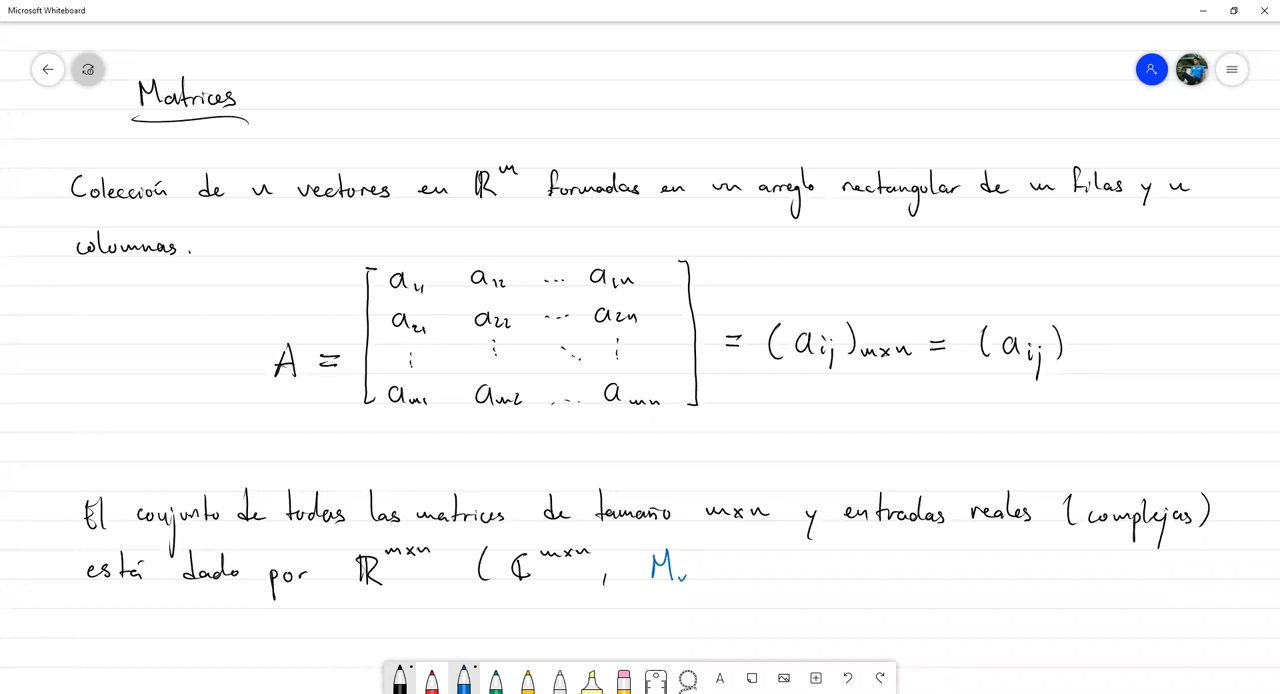 Microsoft Whiteboard
Matrices
Colección de n vectores en ℝ^m formadas en un arreglo rectangular de m filas y n
columnas.
A = [ a₁₁ a₁₂ ... a₁ₙ
a₂₁ a₂₂ ... a₂ₙ
⋮ ⋮ ⋱ ⋮
aₘ₁ aₘ₂ ... aₘₙ ] = (aᵢⱼ)ₘₓₙ = (aᵢⱼ)
El conjunto de todas las matrices de tamaño m×n y entradas reales (complejas)
está dado por ℝ^m×n (ℂ^m×n, M